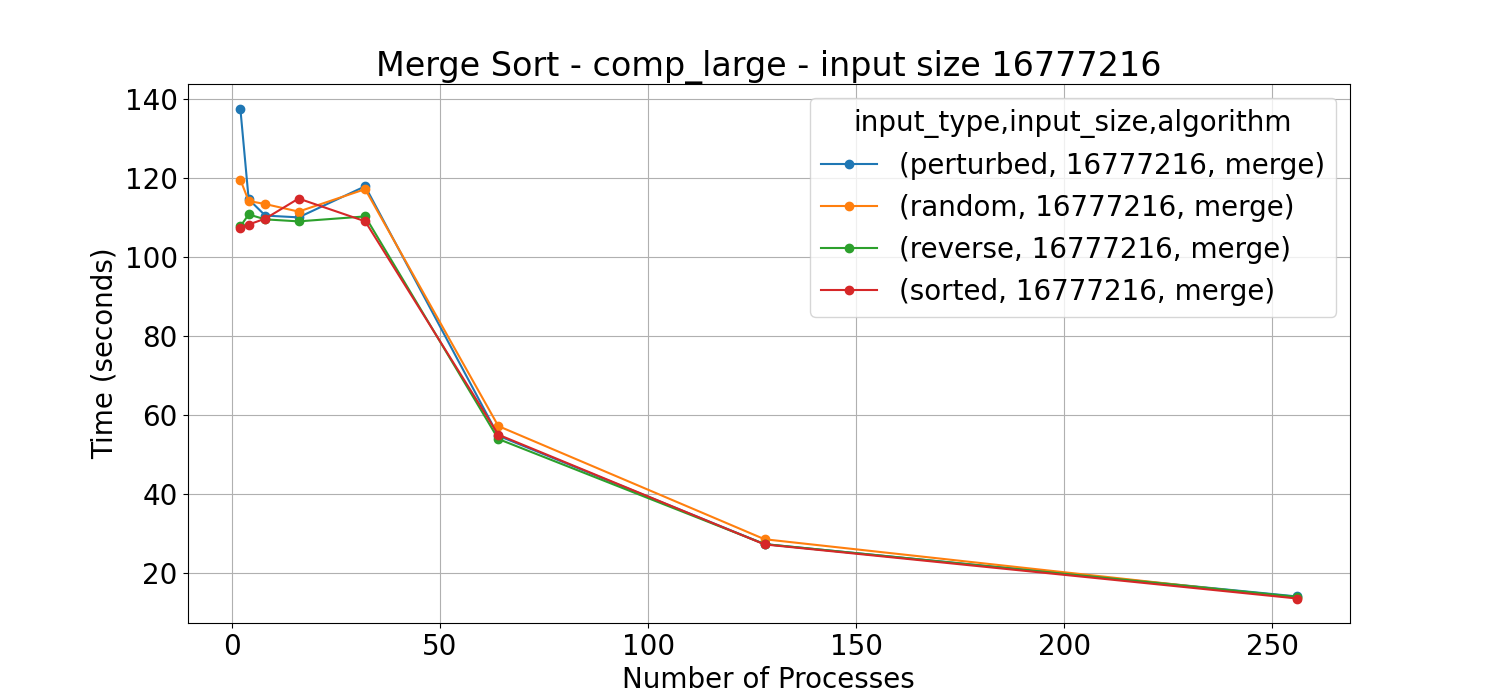 Merge Sort - comp_large - input size 16777216
input_type,input_size,algorithm
(perturbed, 16777216, merge)
(random, 16777216, merge)
(reverse, 16777216, merge)
(sorted, 16777216, merge)
Time (seconds)
140
120
100
80
60
40
20
0 50 100 150 200 250
Number of Processes